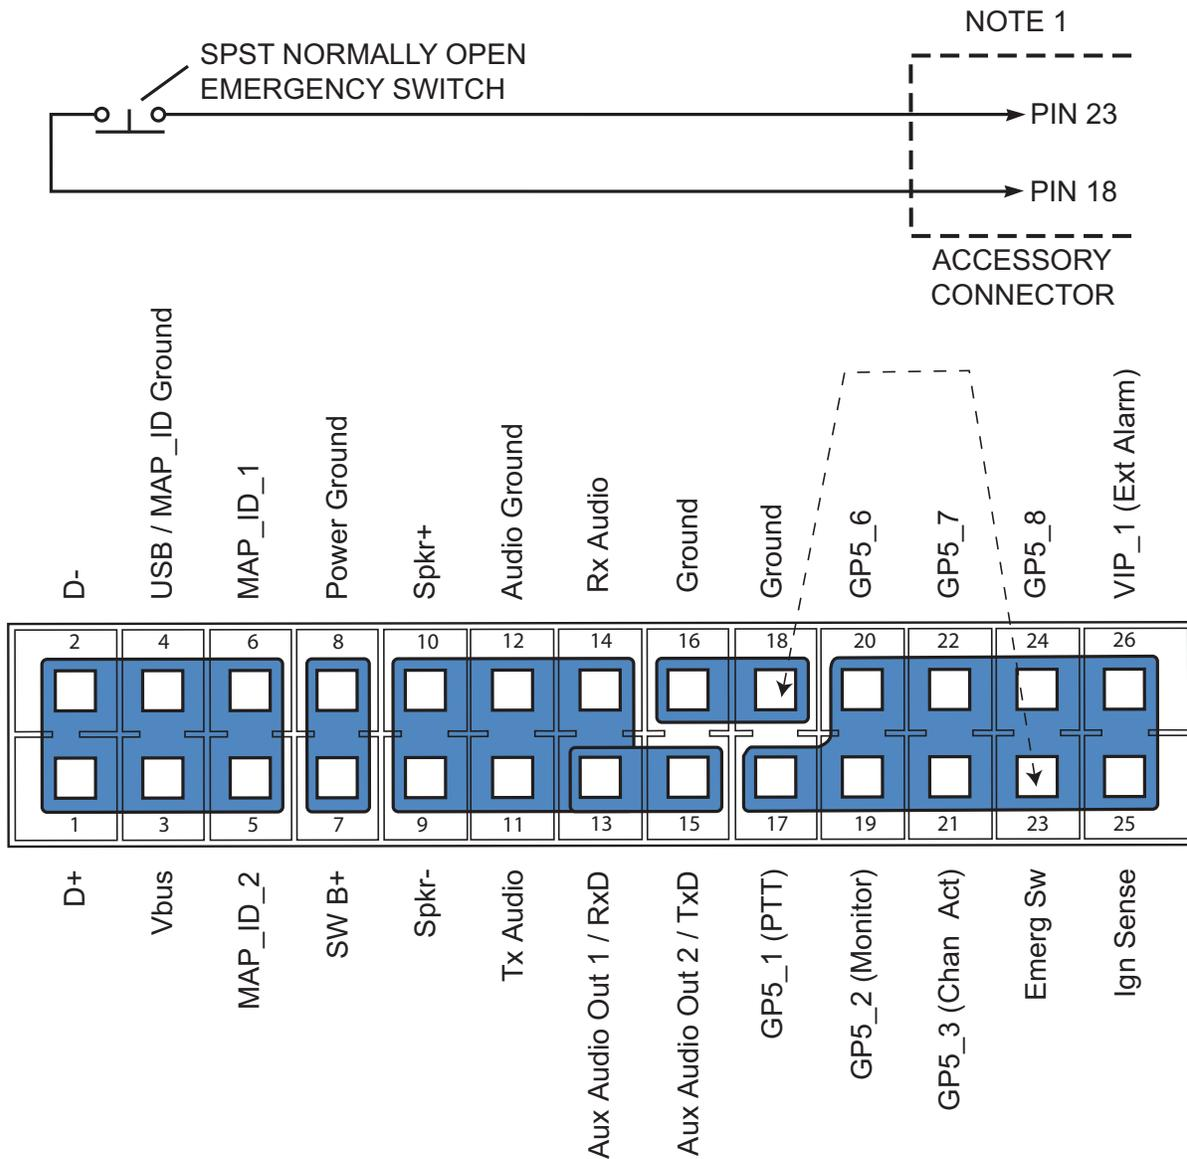 NOTE 1
SPST NORMALLY OPEN
EMERGENCY SWITCH
PIN 23
PIN 18
ACCESSORY
CONNECTOR
D-
USB / MAP_ID Ground
MAP_ID_1
Power Ground
Spkr+
Audio Ground
Rx Audio
Ground
Ground
GP5_6
GP5_7
GP5_8
VIP_1 (Ext Alarm)
2 4 6 8 10 12 14 16 18 20 22 24 26
1 3 5 7 9 11 13 15 17 19 21 23 25
D+
Vbus
MAP_ID_2
SW B+
Spkr-
Tx Audio
Aux Audio Out 1 / RxD
Aux Audio Out 2 / TxD
GP5_1 (PTT)
GP5_2 (Monitor)
GP5_3 (Chan Act)
Emerg Sw
Ign Sense